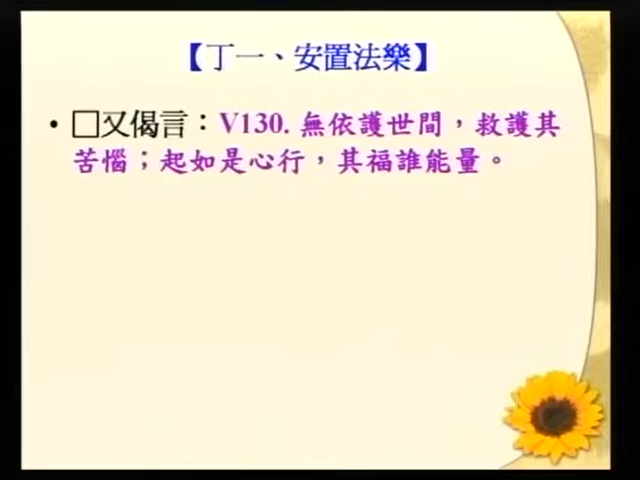 【丁一、安置法樂】
• □又偈言：V130. 無依護世間，救護其
苦惱；起如是心行，其福誰能量。